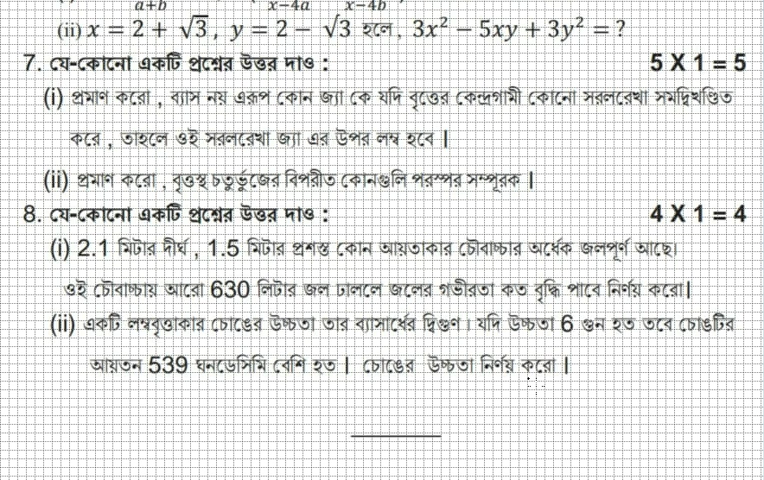 a+b x−4a x−4b
(ii) x = 2 + √3 , y = 2 − √3 হলে, 3x² − 5xy + 3y² = ?
7. যে-কোনো একটি প্রশ্নের উত্তর দাও : 5 X 1 = 5
(i) প্রমাণ করো , ব্যাস নয় এরূপ কোন জ্যা কে যদি বৃত্তের কেন্দ্রগামী কোনো সরলরেখা সমদ্বিখণ্ডিত
করে , তাহলে ওই সরলরেখা জ্যা এর উপর লম্ব হবে |
(ii) প্রমাণ করো , বৃত্তস্থ চতুর্ভুজের বিপরীত কোনগুলি পরস্পর সম্পূরক |
8. যে-কোনো একটি প্রশ্নের উত্তর দাও : 4 X 1 = 4
(i) 2.1 মিটার দীর্ঘ , 1.5 মিটার প্রশস্ত কোন আয়তাকার চৌবাচ্চার অর্ধেক জলপূর্ণ আছে।
ওই চৌবাচ্চায় আরো 630 লিটার জল ঢাললে জলের গভীরতা কত বৃদ্ধি পাবে নির্ণয় করো|
(ii) একটি লম্ববৃত্তাকার চোঙের উচ্চতা তার ব্যাসার্ধের দ্বিগুণ। যদি উচ্চতা 6 গুন হত তবে চোঙটির
আয়তন 539 ঘনডেসিমি বেশি হত | চোঙের উচ্চতা নির্ণয় করো |